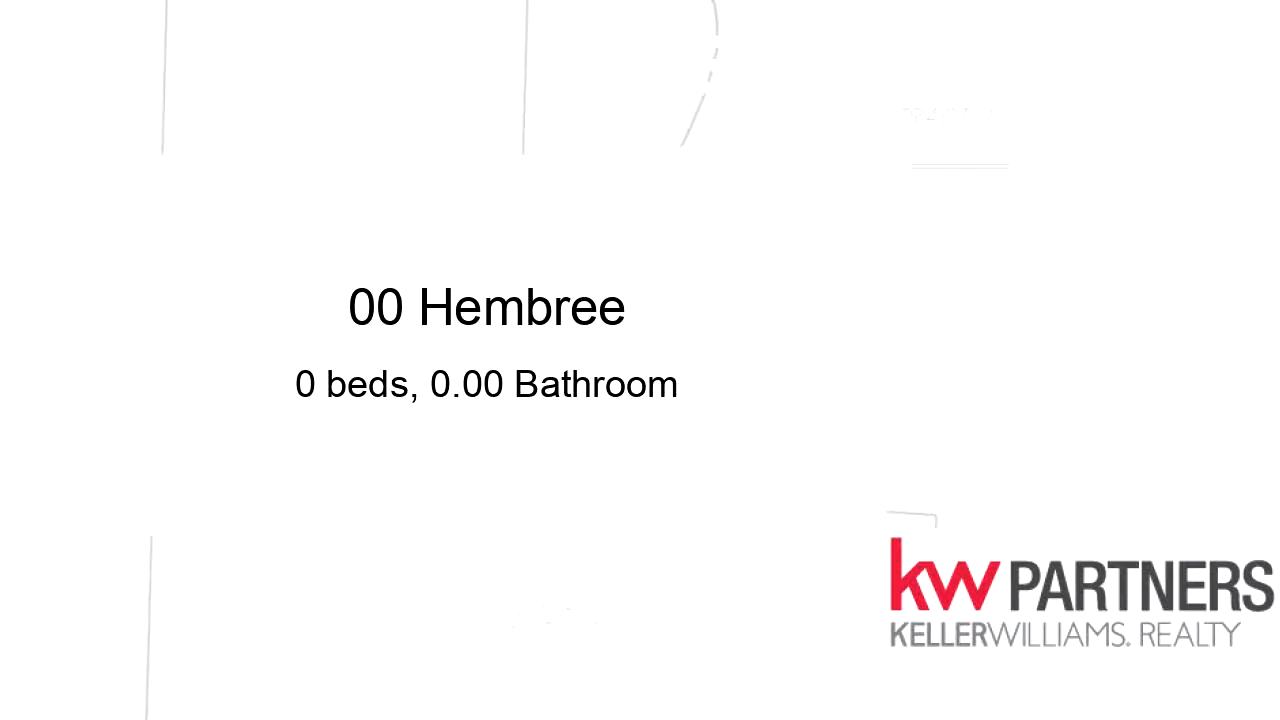 00 Hembree
0 beds, 0.00 Bathroom
kw PARTNERS
KELLERWILLIAMS. REALTY